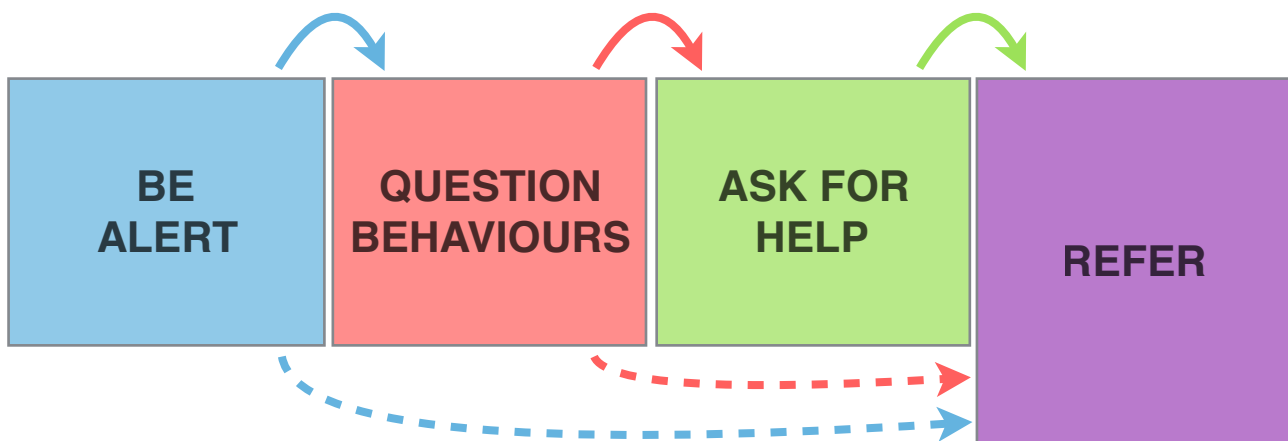 BE
ALERT
QUESTION
BEHAVIOURS
ASK FOR
HELP
REFER